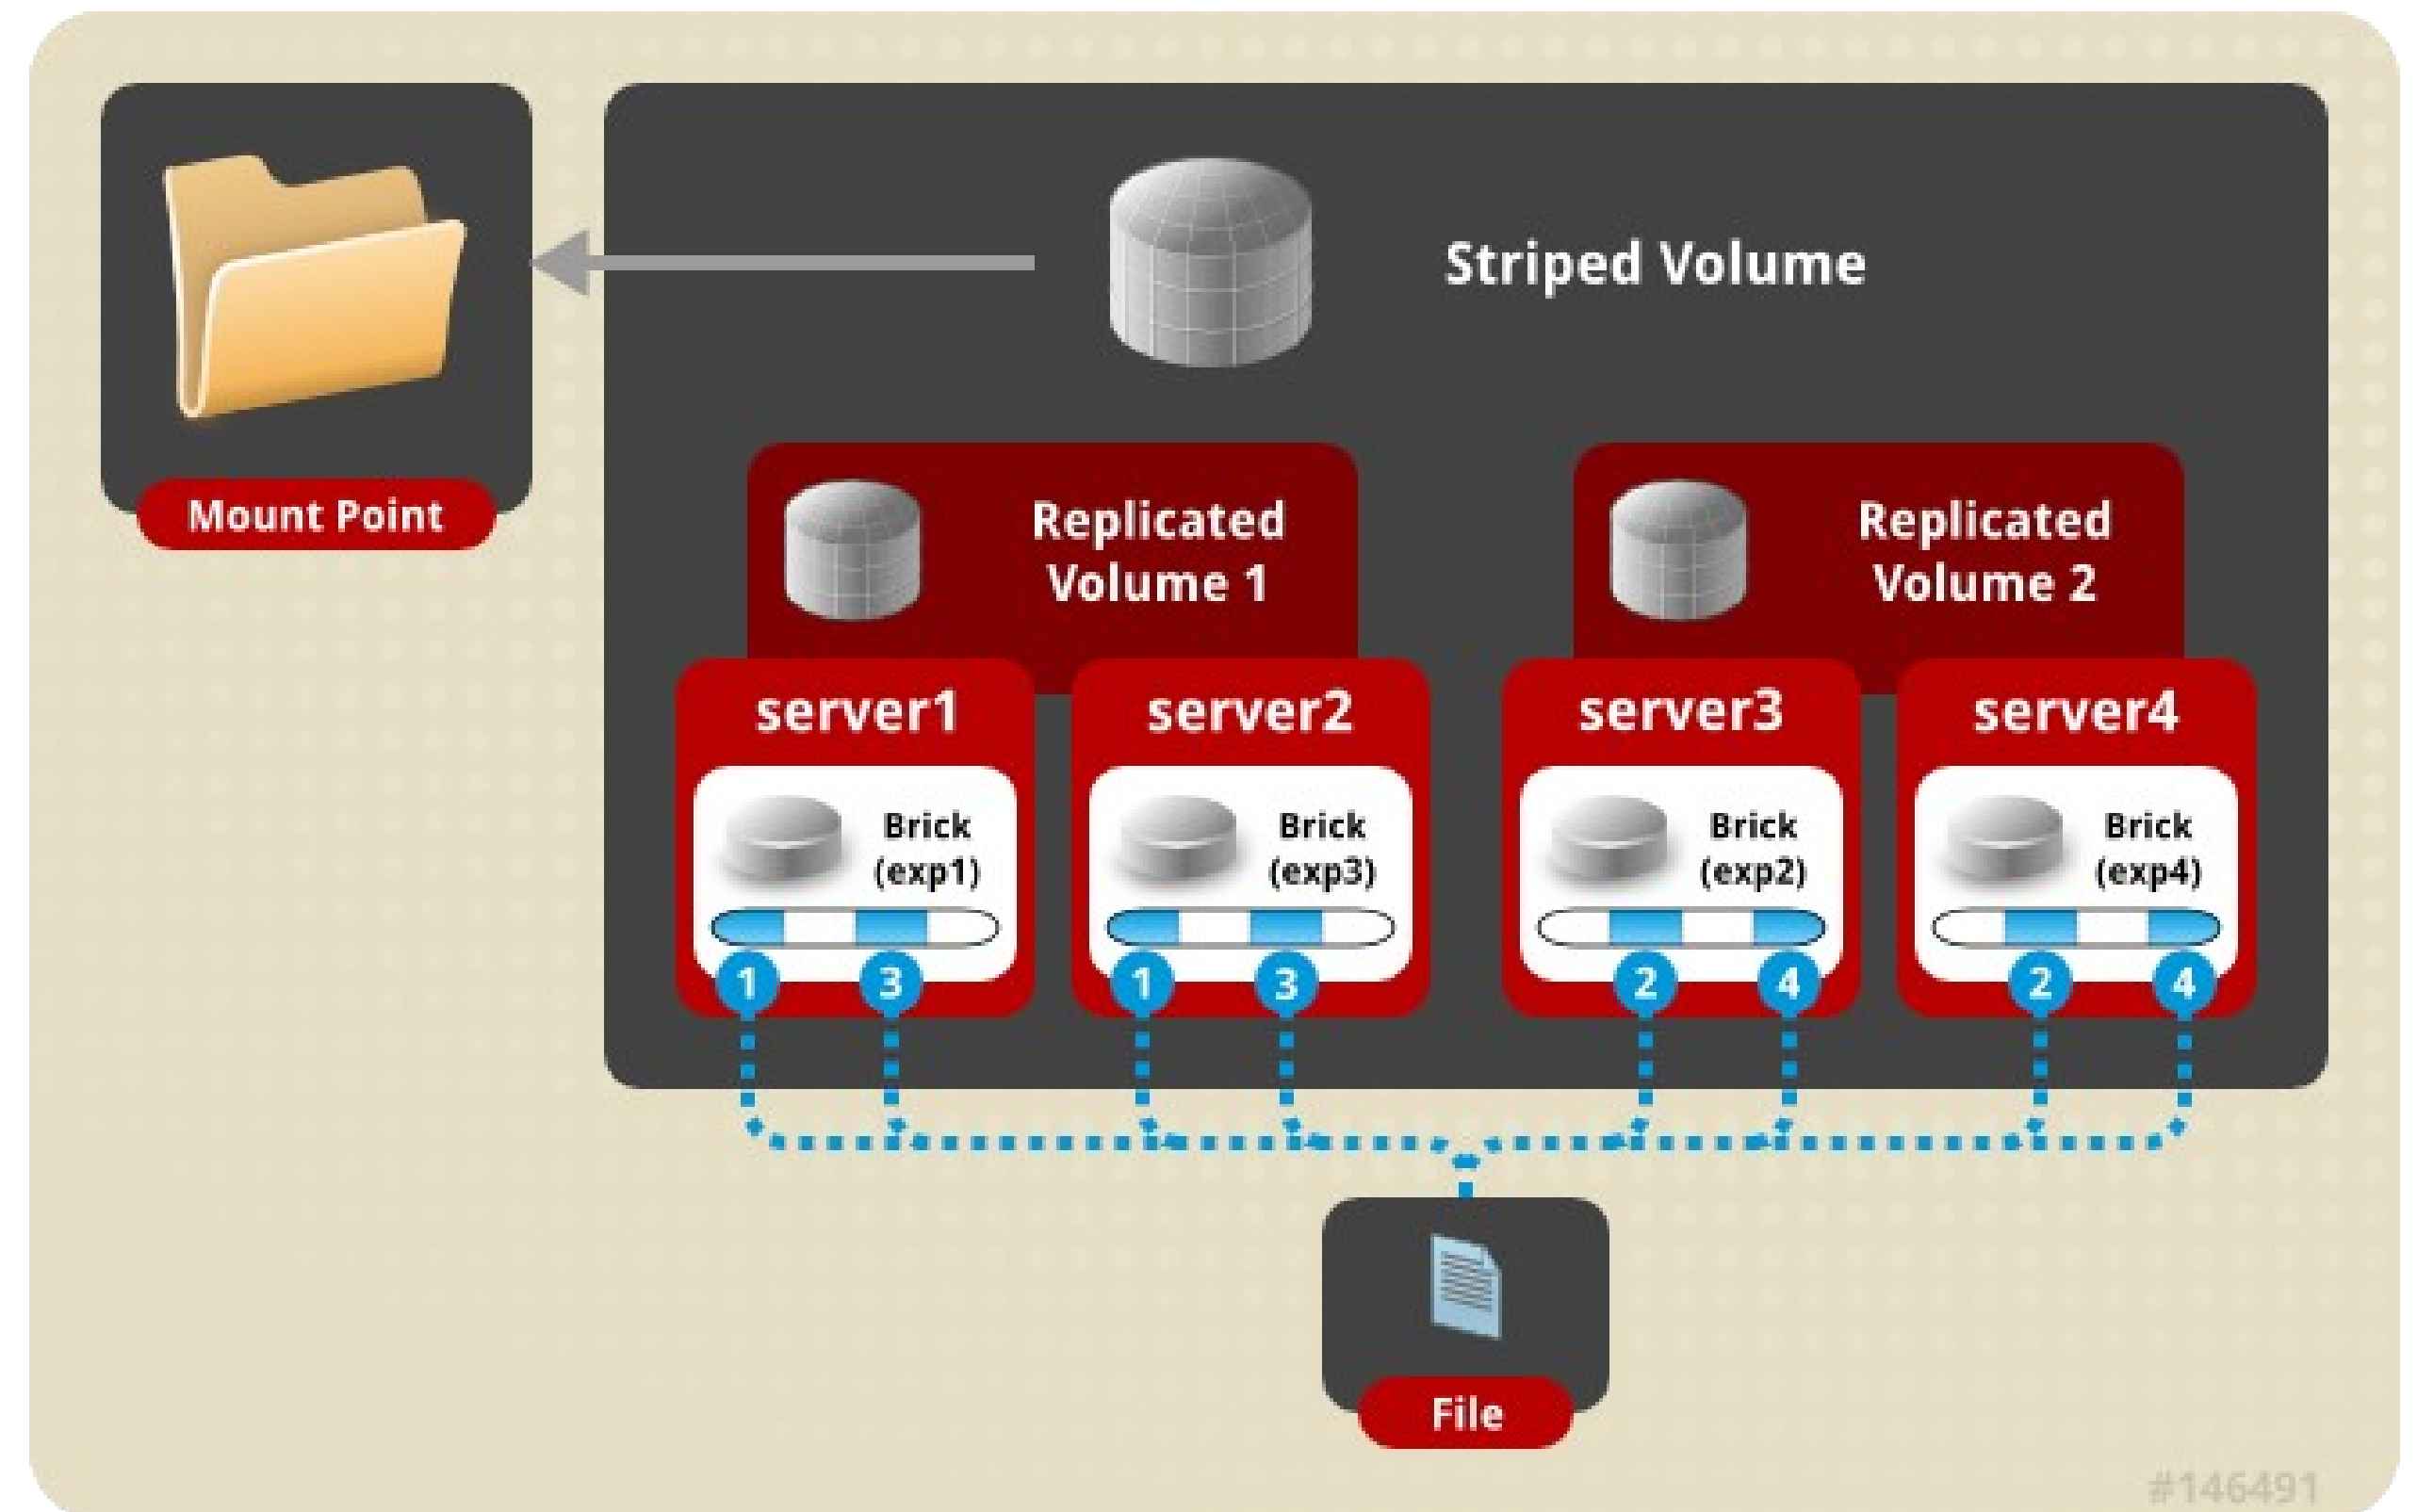 Striped Volume
Mount Point
Replicated
Volume 1
Replicated
Volume 2
server1
server2
server3
server4
Brick
(exp1)
Brick
(exp3)
Brick
(exp2)
Brick
(exp4)
1
3
1
3
2
4
2
4
File
#146491